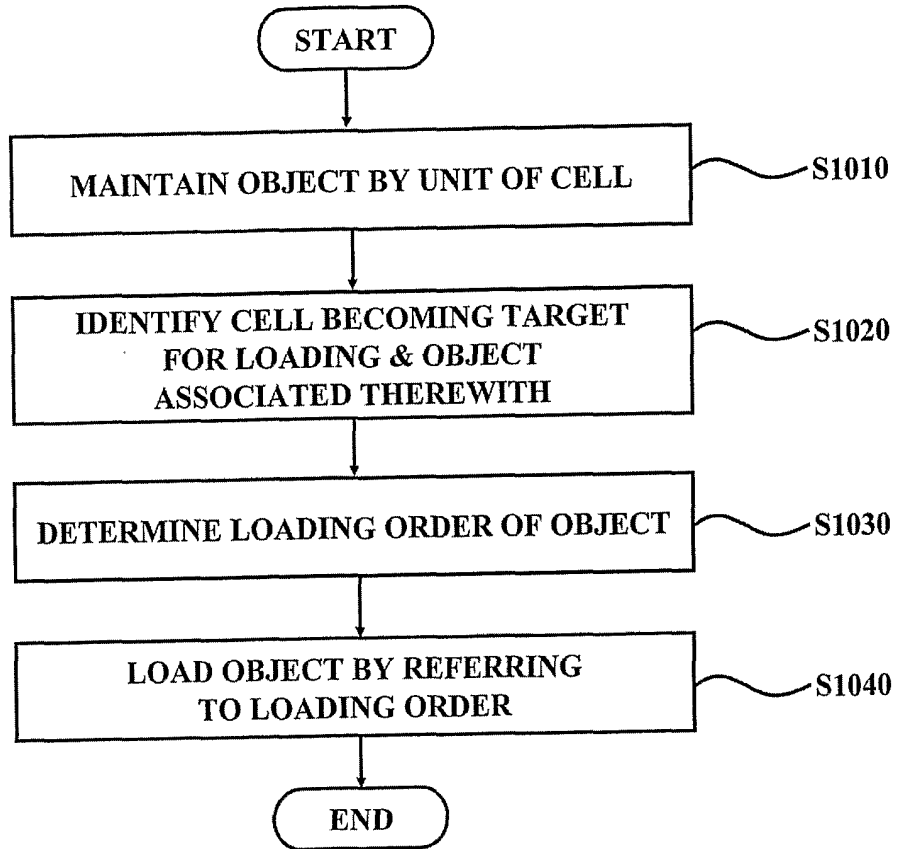 START
MAINTAIN OBJECT BY UNIT OF CELL
S1010
IDENTIFY CELL BECOMING TARGET
FOR LOADING & OBJECT
ASSOCIATED THEREWITH
S1020
DETERMINE LOADING ORDER OF OBJECT
S1030
LOAD OBJECT BY REFERRING
TO LOADING ORDER
S1040
END